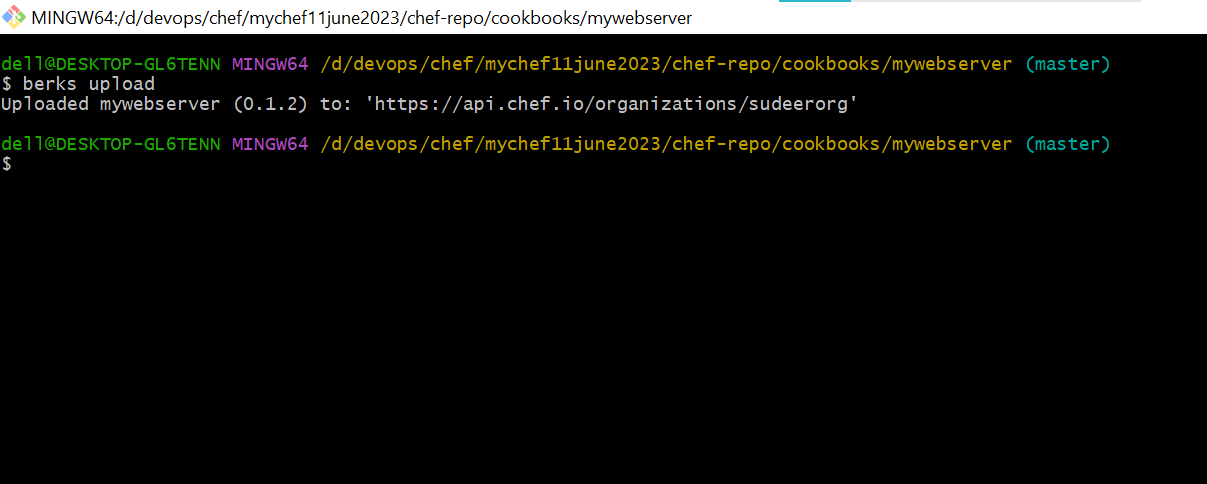 MINGW64:/d/devops/chef/mychef11june2023/chef-repo/cookbooks/mywebserver
dell@DESKTOP-GL6TENN MINGW64 /d/devops/chef/mychef11june2023/chef-repo/cookbooks/mywebserver (master)
$ berks upload
Uploaded mywebserver (0.1.2) to: 'https://api.chef.io/organizations/sudeerorg'
dell@DESKTOP-GL6TENN MINGW64 /d/devops/chef/mychef11june2023/chef-repo/cookbooks/mywebserver (master)
$